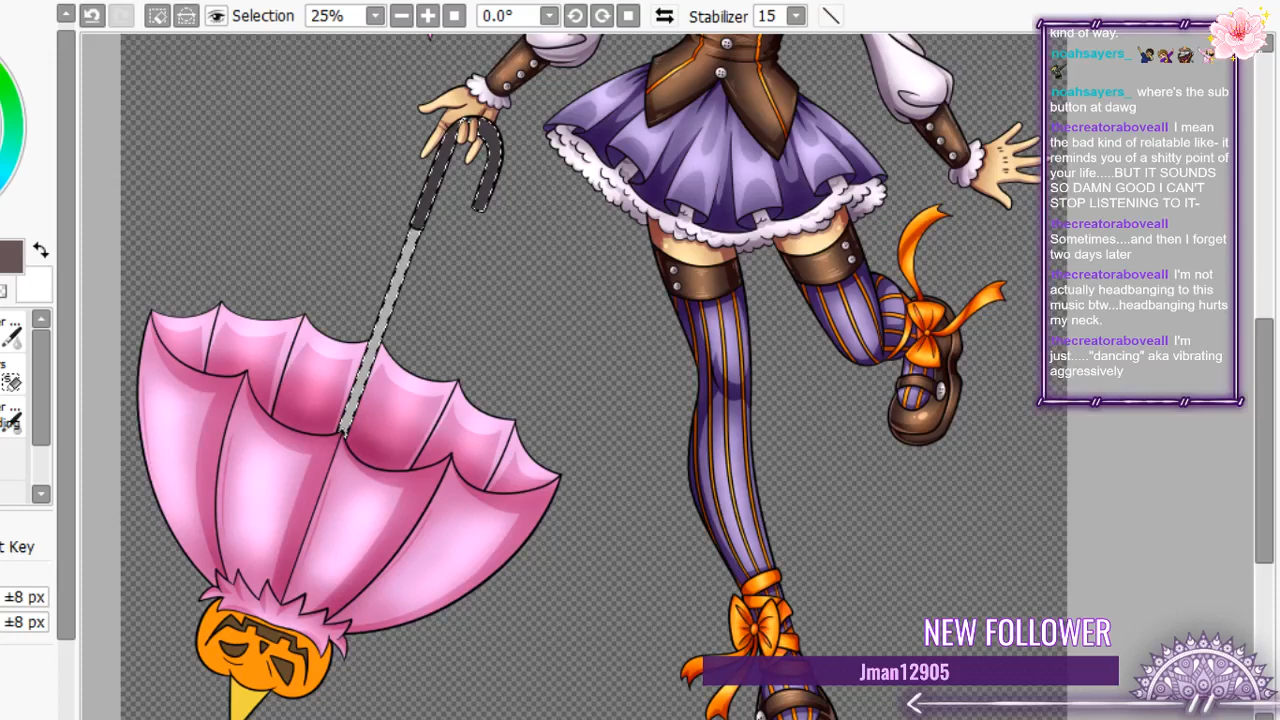 Selection
25%
0.0°
Stabilizer
15
kind of way.
noahsayers_
noahsayers_ where's the sub
button at dawg
thecreatoraboveall I mean
the bad kind of relatable like- it
reminds you of a shitty point of
your life.....BUT IT SOUNDS
SO DAMN GOOD I CAN'T
STOP LISTENING TO IT-
thecreatoraboveall
Sometimes....and then I forget
two days later
thecreatoraboveall I'm not
actually headbanging to this
music btw...headbanging hurts
my neck.
thecreatoraboveall I'm
just....."dancing" aka vibrating
aggressively
t Key
±8 px
±8 px
NEW FOLLOWER
Jman12905